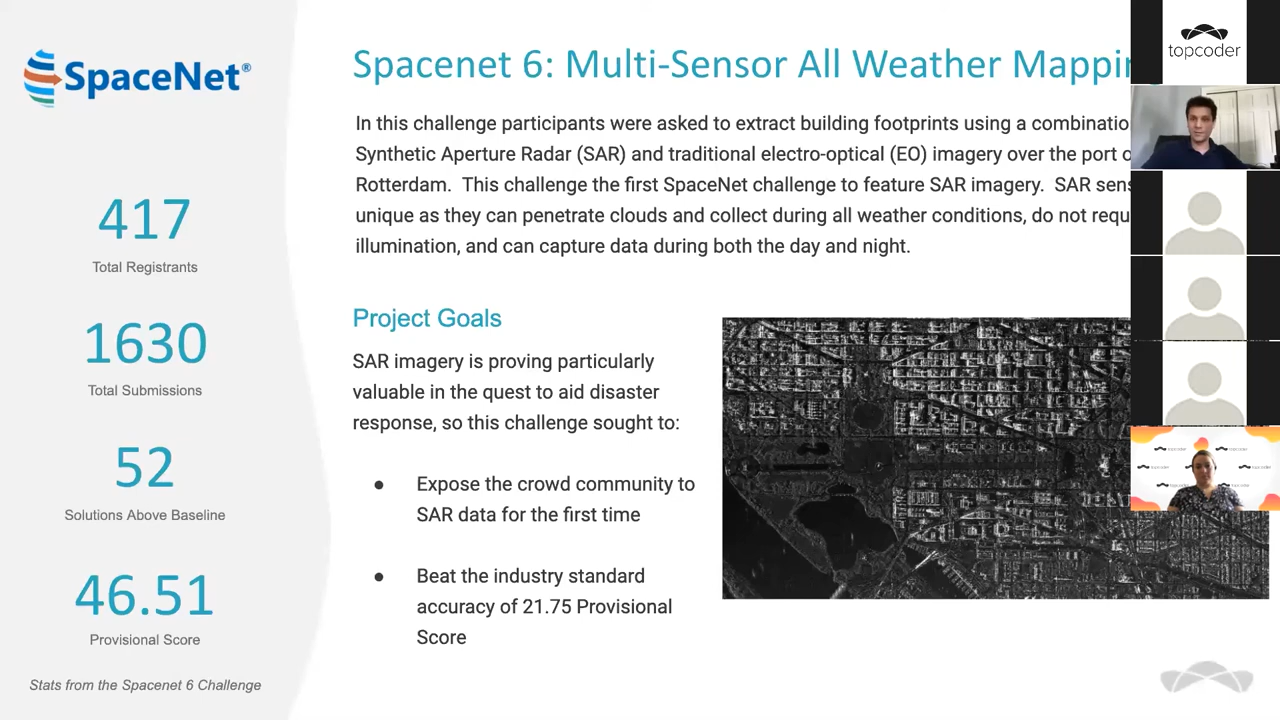 SpaceNet®
417
Total Registrants
1630
Total Submissions
52
Solutions Above Baseline
46.51
Provisional Score
Stats from the Spacenet 6 Challenge
Spacenet 6: Multi-Sensor All Weather Mappin
In this challenge participants were asked to extract building footprints using a combinatio
Synthetic Aperture Radar (SAR) and traditional electro-optical (EO) imagery over the port o
Rotterdam. This challenge the first SpaceNet challenge to feature SAR imagery. SAR sens
unique as they can penetrate clouds and collect during all weather conditions, do not requ
illumination, and can capture data during both the day and night.
Project Goals
SAR imagery is proving particularly
valuable in the quest to aid disaster
response, so this challenge sought to:
● Expose the crowd community to
SAR data for the first time
● Beat the industry standard
accuracy of 21.75 Provisional
Score
topcoder
topcoder
topcoder
topcoder
topcoder
topcoder